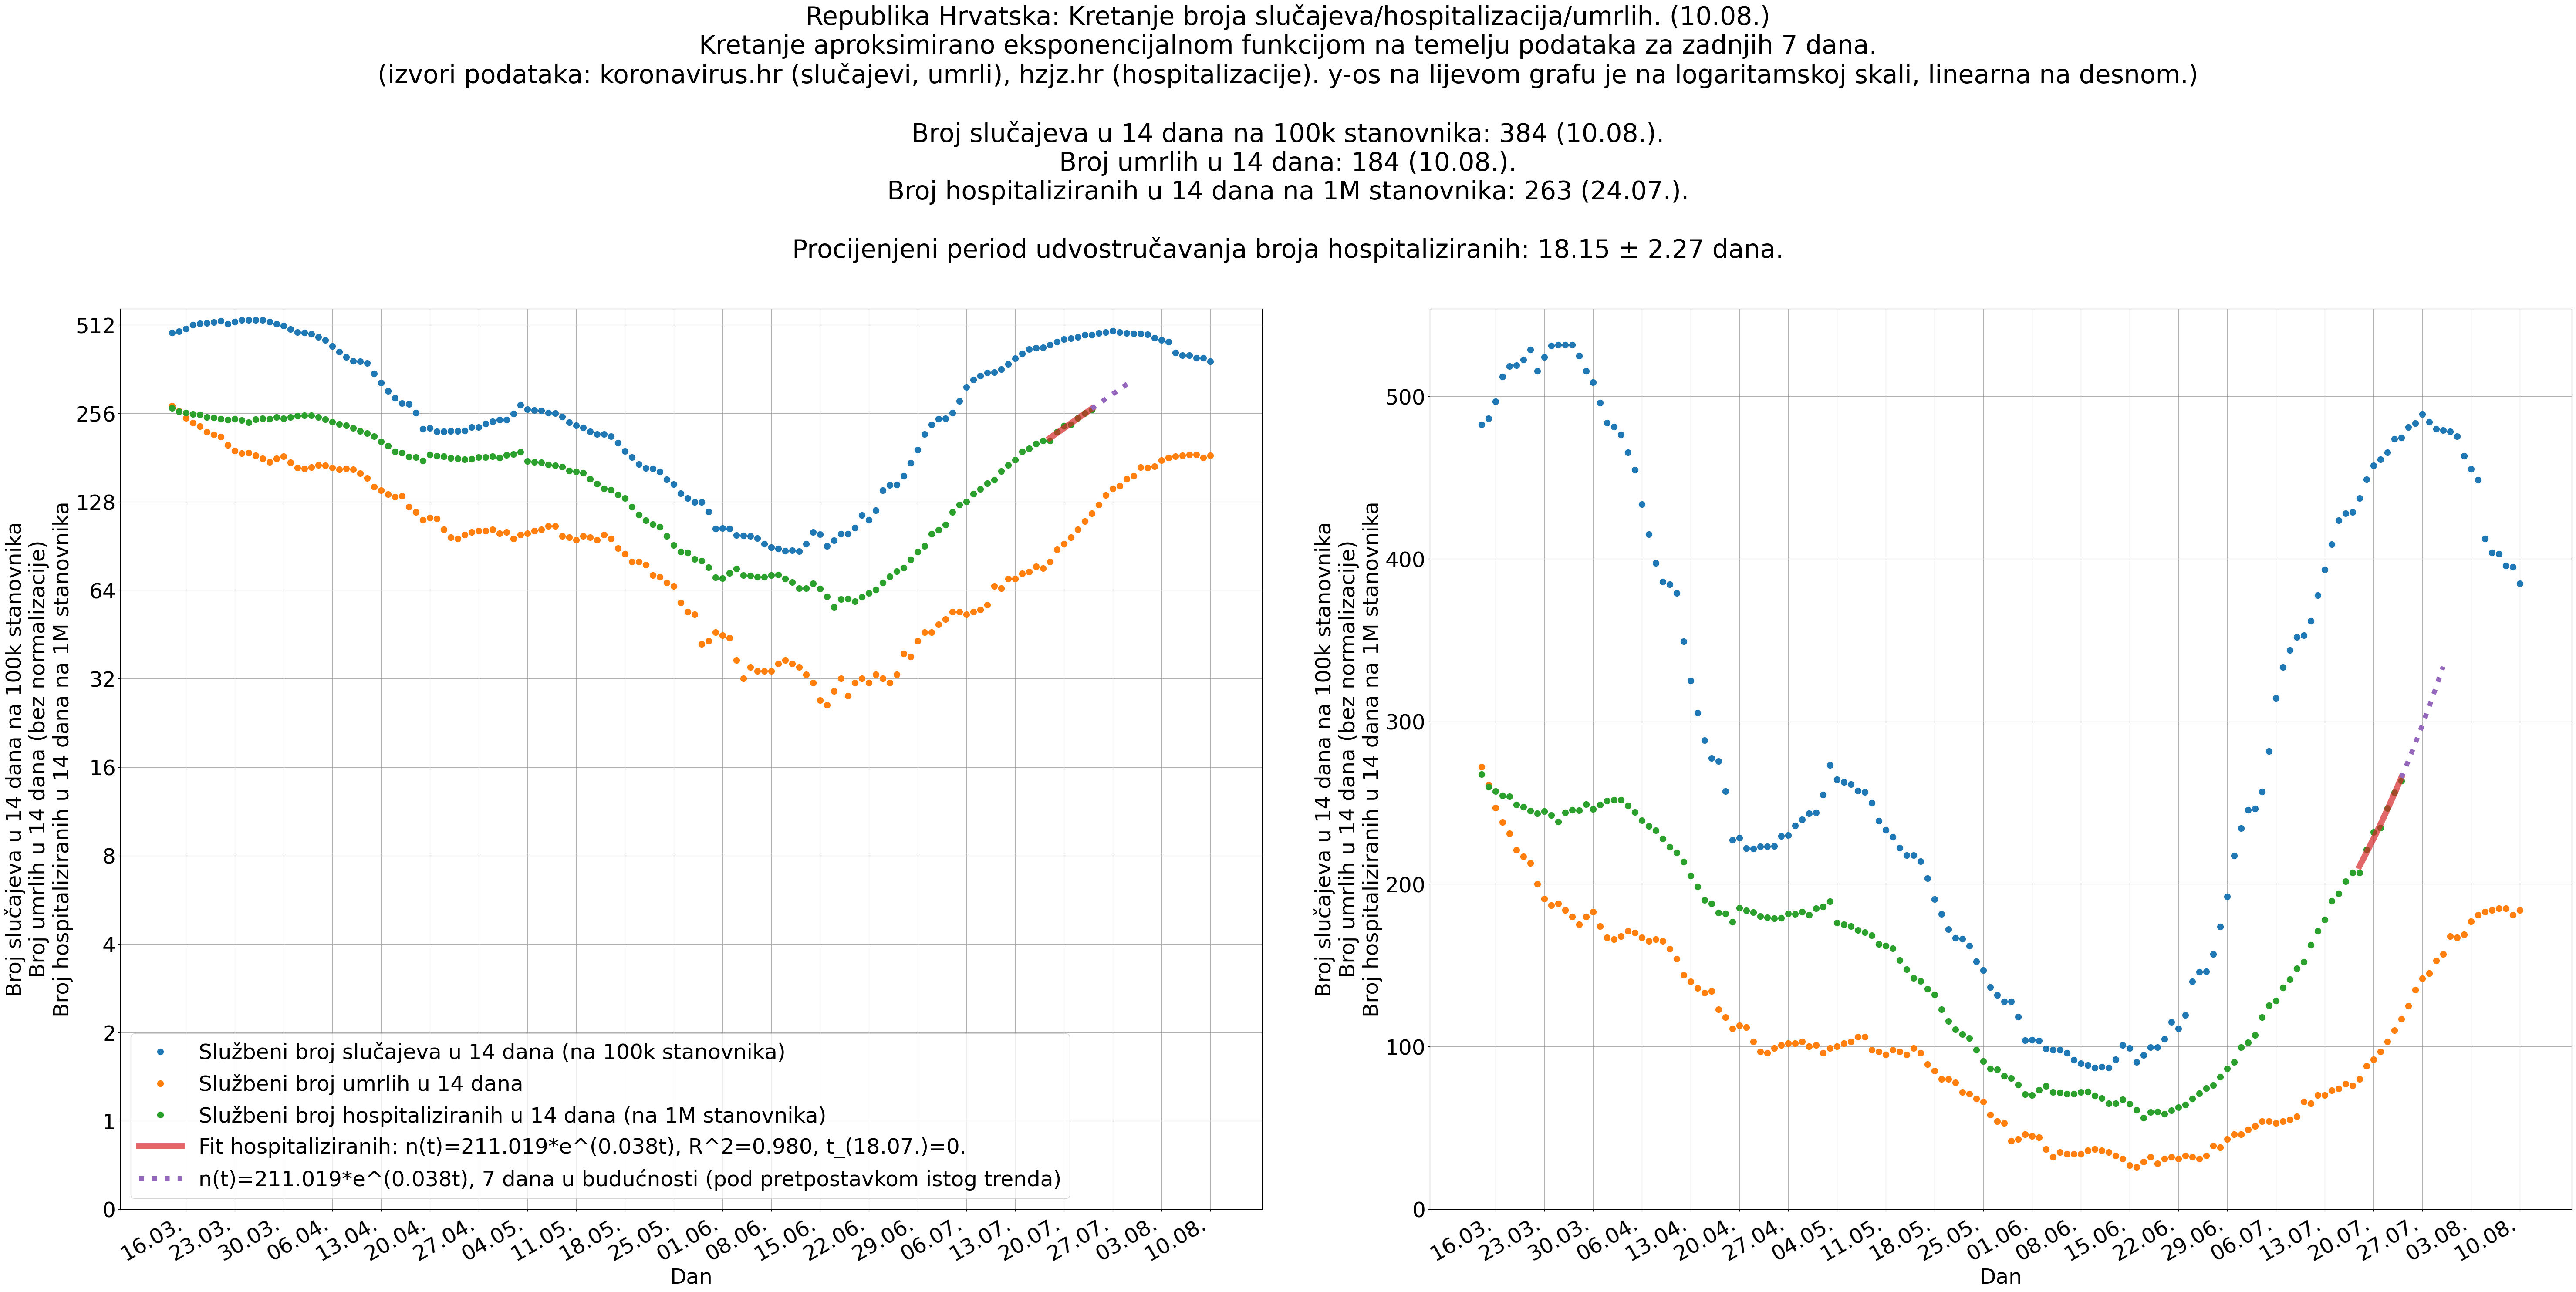 Republika Hrvatska: Kretanje broja slučajeva/hospitalizacija/umrlih. (10.08.)
Kretanje aproksimirano eksponencijalnom funkcijom na temelju podataka za zadnjih 7 dana.
(izvori podataka: koronavirus.hr (slučajevi, umrli), hzjz.hr (hospitalizacije). y-os na lijevom grafu je na logaritamskoj skali, linearna na desnom.)
Broj slučajeva u 14 dana na 100k stanovnika: 384 (10.08.).
Broj umrlih u 14 dana: 184 (10.08.).
Broj hospitaliziranih u 14 dana na 1M stanovnika: 263 (24.07.).
Procijenjeni period udvostručavanja broja hospitaliziranih: 18.15 ± 2.27 dana.
Broj slučajeva u 14 dana na 100k stanovnika
Broj umrlih u 14 dana (bez normalizacije)
Broj hospitaliziranih u 14 dana na 1M stanovnika
512
256
128
64
32
16
8
4
2
1
0
Službeni broj slučajeva u 14 dana (na 100k stanovnika)
Službeni broj umrlih u 14 dana
Službeni broj hospitaliziranih u 14 dana (na 1M stanovnika)
Fit hospitaliziranih: n(t)=211.019*e^(0.038t), R^2=0.980, t_(18.07.)=0.
n(t)=211.019*e^(0.038t), 7 dana u budućnosti (pod pretpostavkom istog trenda)
16.03. 23.03. 30.03. 06.04. 13.04. 20.04. 27.04. 04.05. 11.05. 18.05. 25.05. 01.06. 08.06. 15.06. 22.06. 29.06. 06.07. 13.07. 20.07. 27.07. 03.08. 10.08.
Dan
Broj slučajeva u 14 dana na 100k stanovnika
Broj umrlih u 14 dana (bez normalizacije)
Broj hospitaliziranih u 14 dana na 1M stanovnika
500
400
300
200
100
0
16.03. 23.03. 30.03. 06.04. 13.04. 20.04. 27.04. 04.05. 11.05. 18.05. 25.05. 01.06. 08.06. 15.06. 22.06. 29.06. 06.07. 13.07. 20.07. 27.07. 03.08. 10.08.
Dan